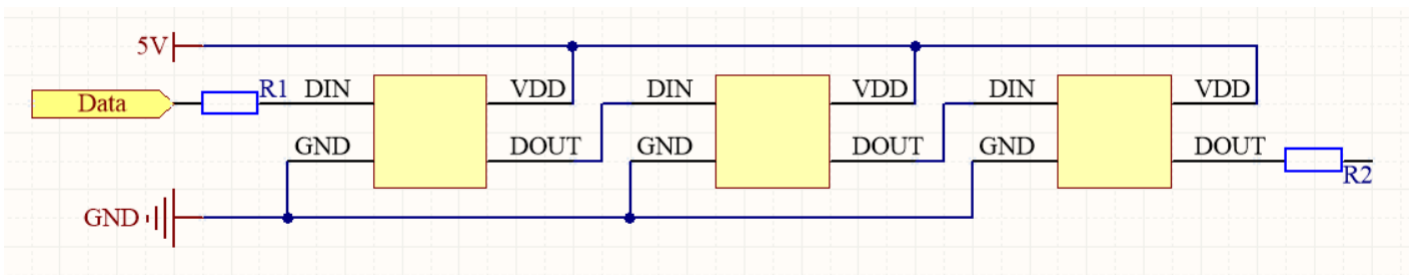 5V
Data R1 DIN VDD DIN VDD DIN VDD
GND DOUT GND DOUT GND DOUT R2
GND